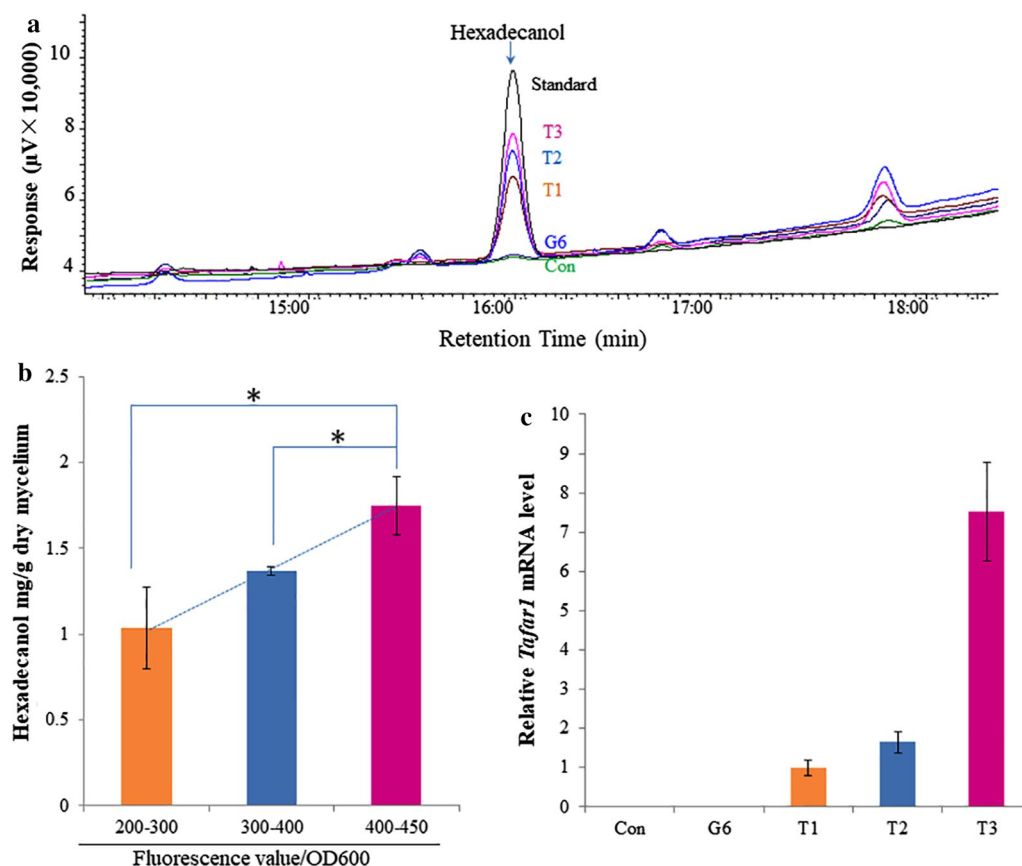 a
Hexadecanol
Standard
T3
T2
T1
G6
Con
Response (μV×10,000)
10
8
6
4
15:00 16:00 17:00 18:00
Retention Time (min)
b
Hexadecanol mg/g dry mycelium
2.5
2
1.5
1
0.5
0
* 
*
200-300 300-400 400-450
Fluorescence value/OD600
c
Relative Tafar1 mRNA level
10
9
8
7
6
5
4
3
2
1
0
Con G6 T1 T2 T3